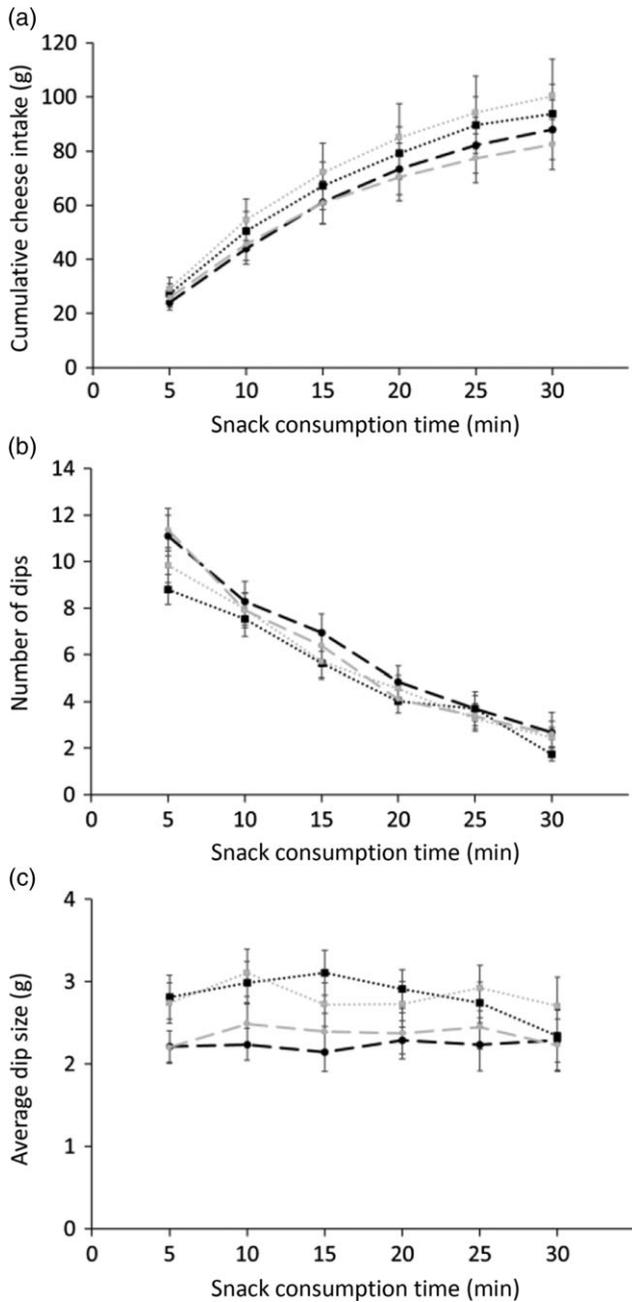 (a)
120
100
80
60
40
20
0
Cumulative cheese intake (g)
0 5 10 15 20 25 30
Snack consumption time (min)
(b)
14
12
10
8
6
4
2
0
Number of dips
0 5 10 15 20 25 30
Snack consumption time (min)
(c)
4
3
2
1
0
Average dip size (g)
0 5 10 15 20 25 30
Snack consumption time (min)